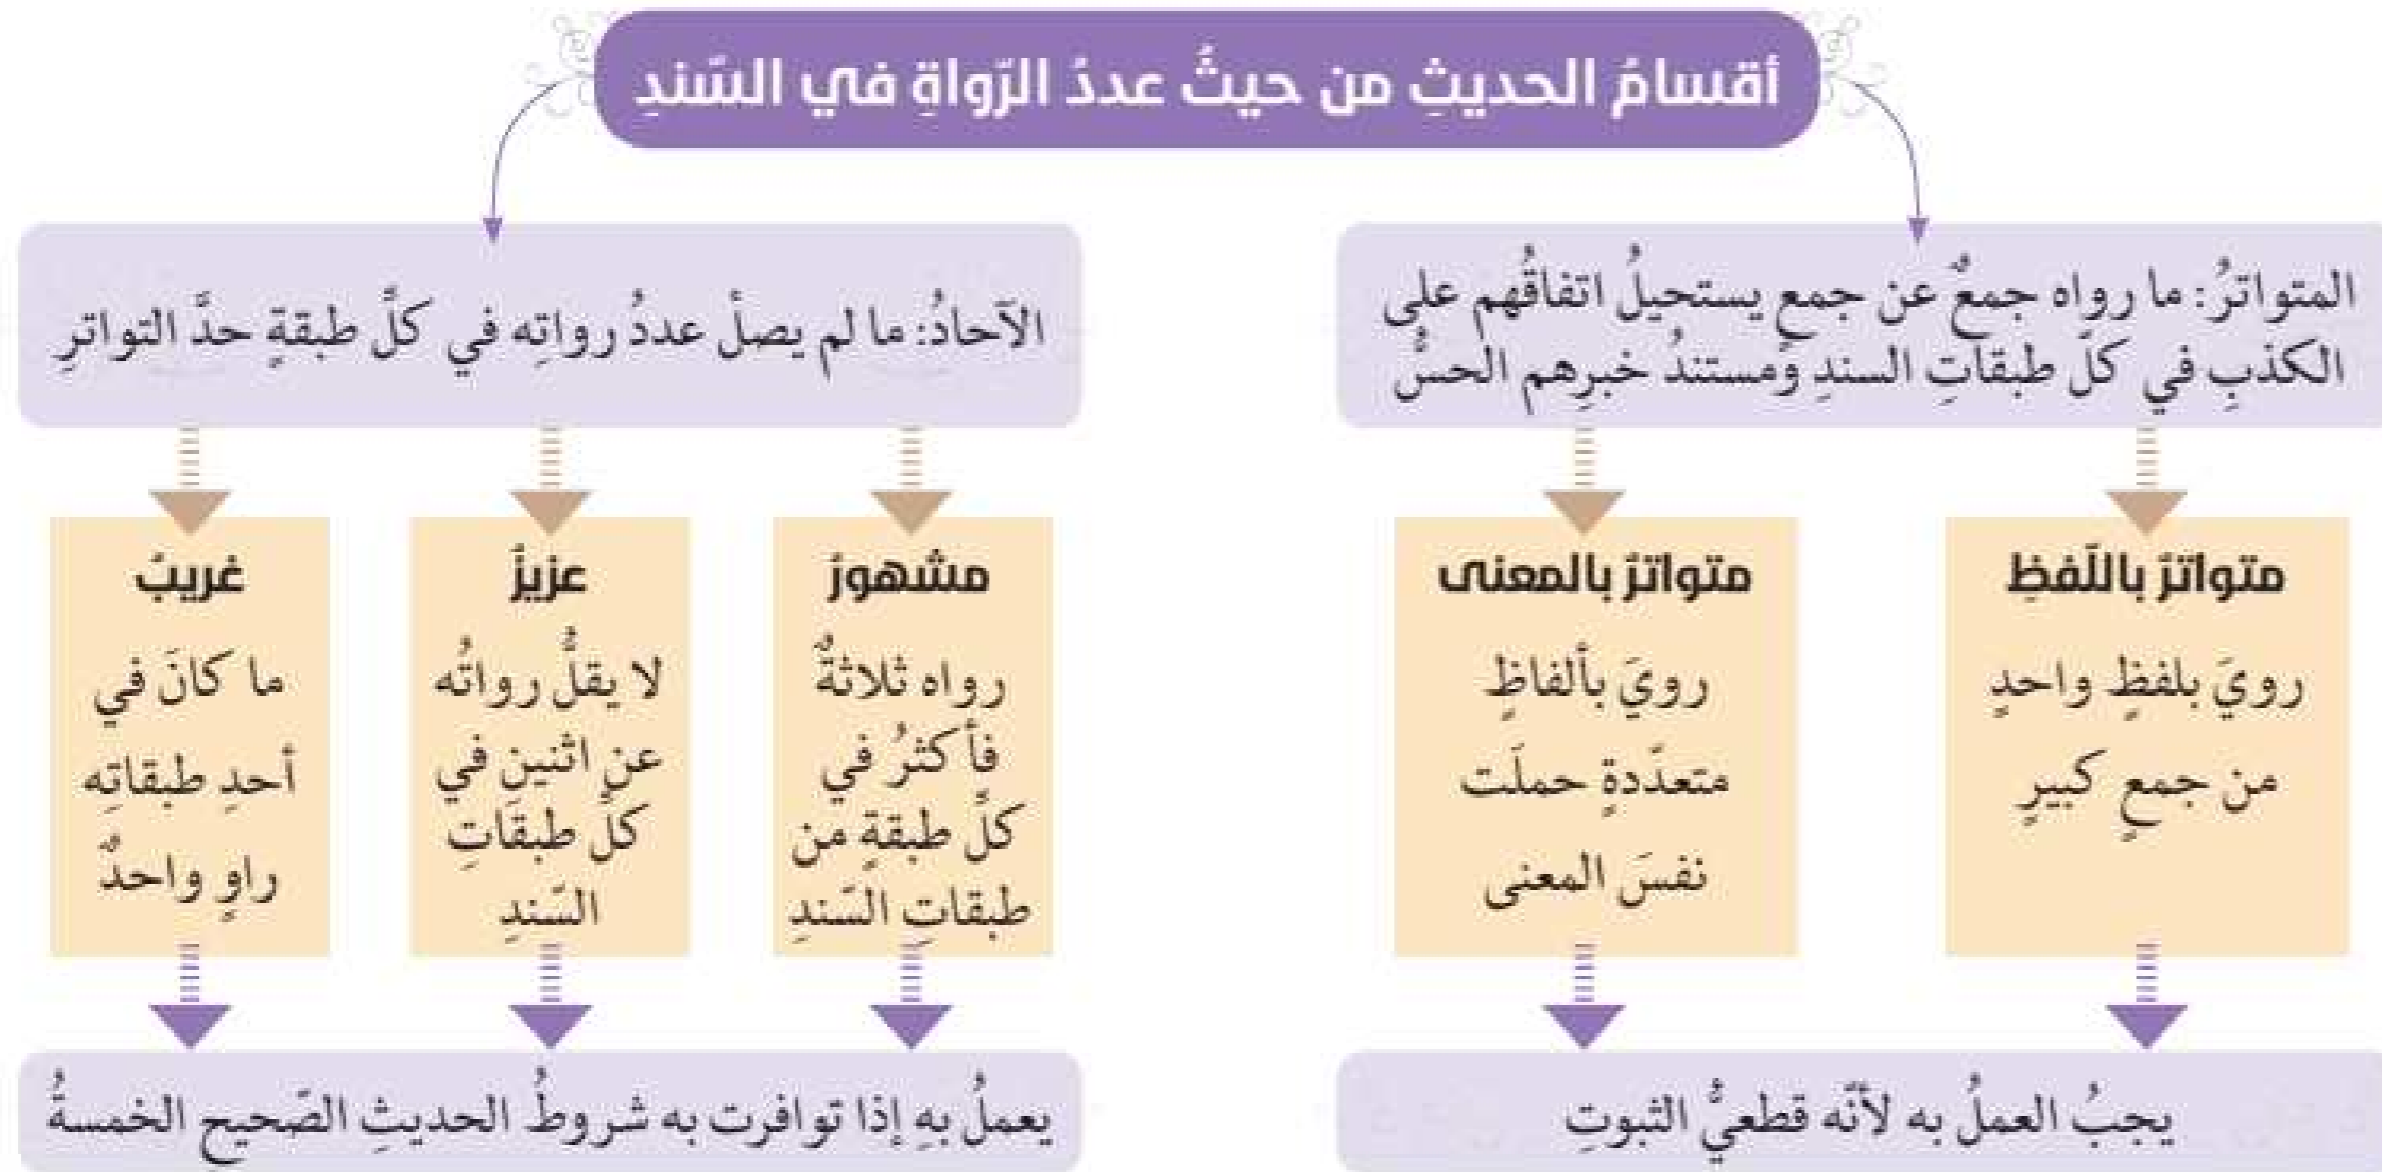 أقسامُ الحديثِ من حيثُ عددُ الرّواةِ في السّندِ
المتواترُ: ما رواه جمعٌ عن جمعٍ يستحيلُ اتفاقُهم على
الكذبِ في كلِّ طبقاتِ السندِ ومستندُ خبرِهم الحسُّ
الآحادُ: ما لم يصلْ عددُ رواتِه في كلِّ طبقةٍ حدَّ التواترِ
متواترٌ باللّفظِ
رويَ بلفظٍ واحدٍ
من جمعٍ كبيرٍ
متواترٌ بالمعنى
رويَ بألفاظٍ
متعدّدةٍ حملَت
نفسَ المعنى
مشهورٌ
رواه ثلاثةٌ
فأكثرُ في
كلِّ طبقةٍ من
طبقاتِ السّندِ
عزيزٌ
لا يقلُّ رواتُه
عن اثنينِ في
كلِّ طبقاتِ
السّندِ
غريبٌ
ما كانَ في
أحدِ طبقاتِه
راوٍ واحدٌ
يجبُ العملُ به لأنّه قطعيُّ الثبوتِ
يعملُ بهِ إذا توافرت به شروطُ الحديثِ الصّحيحِ الخمسةُ